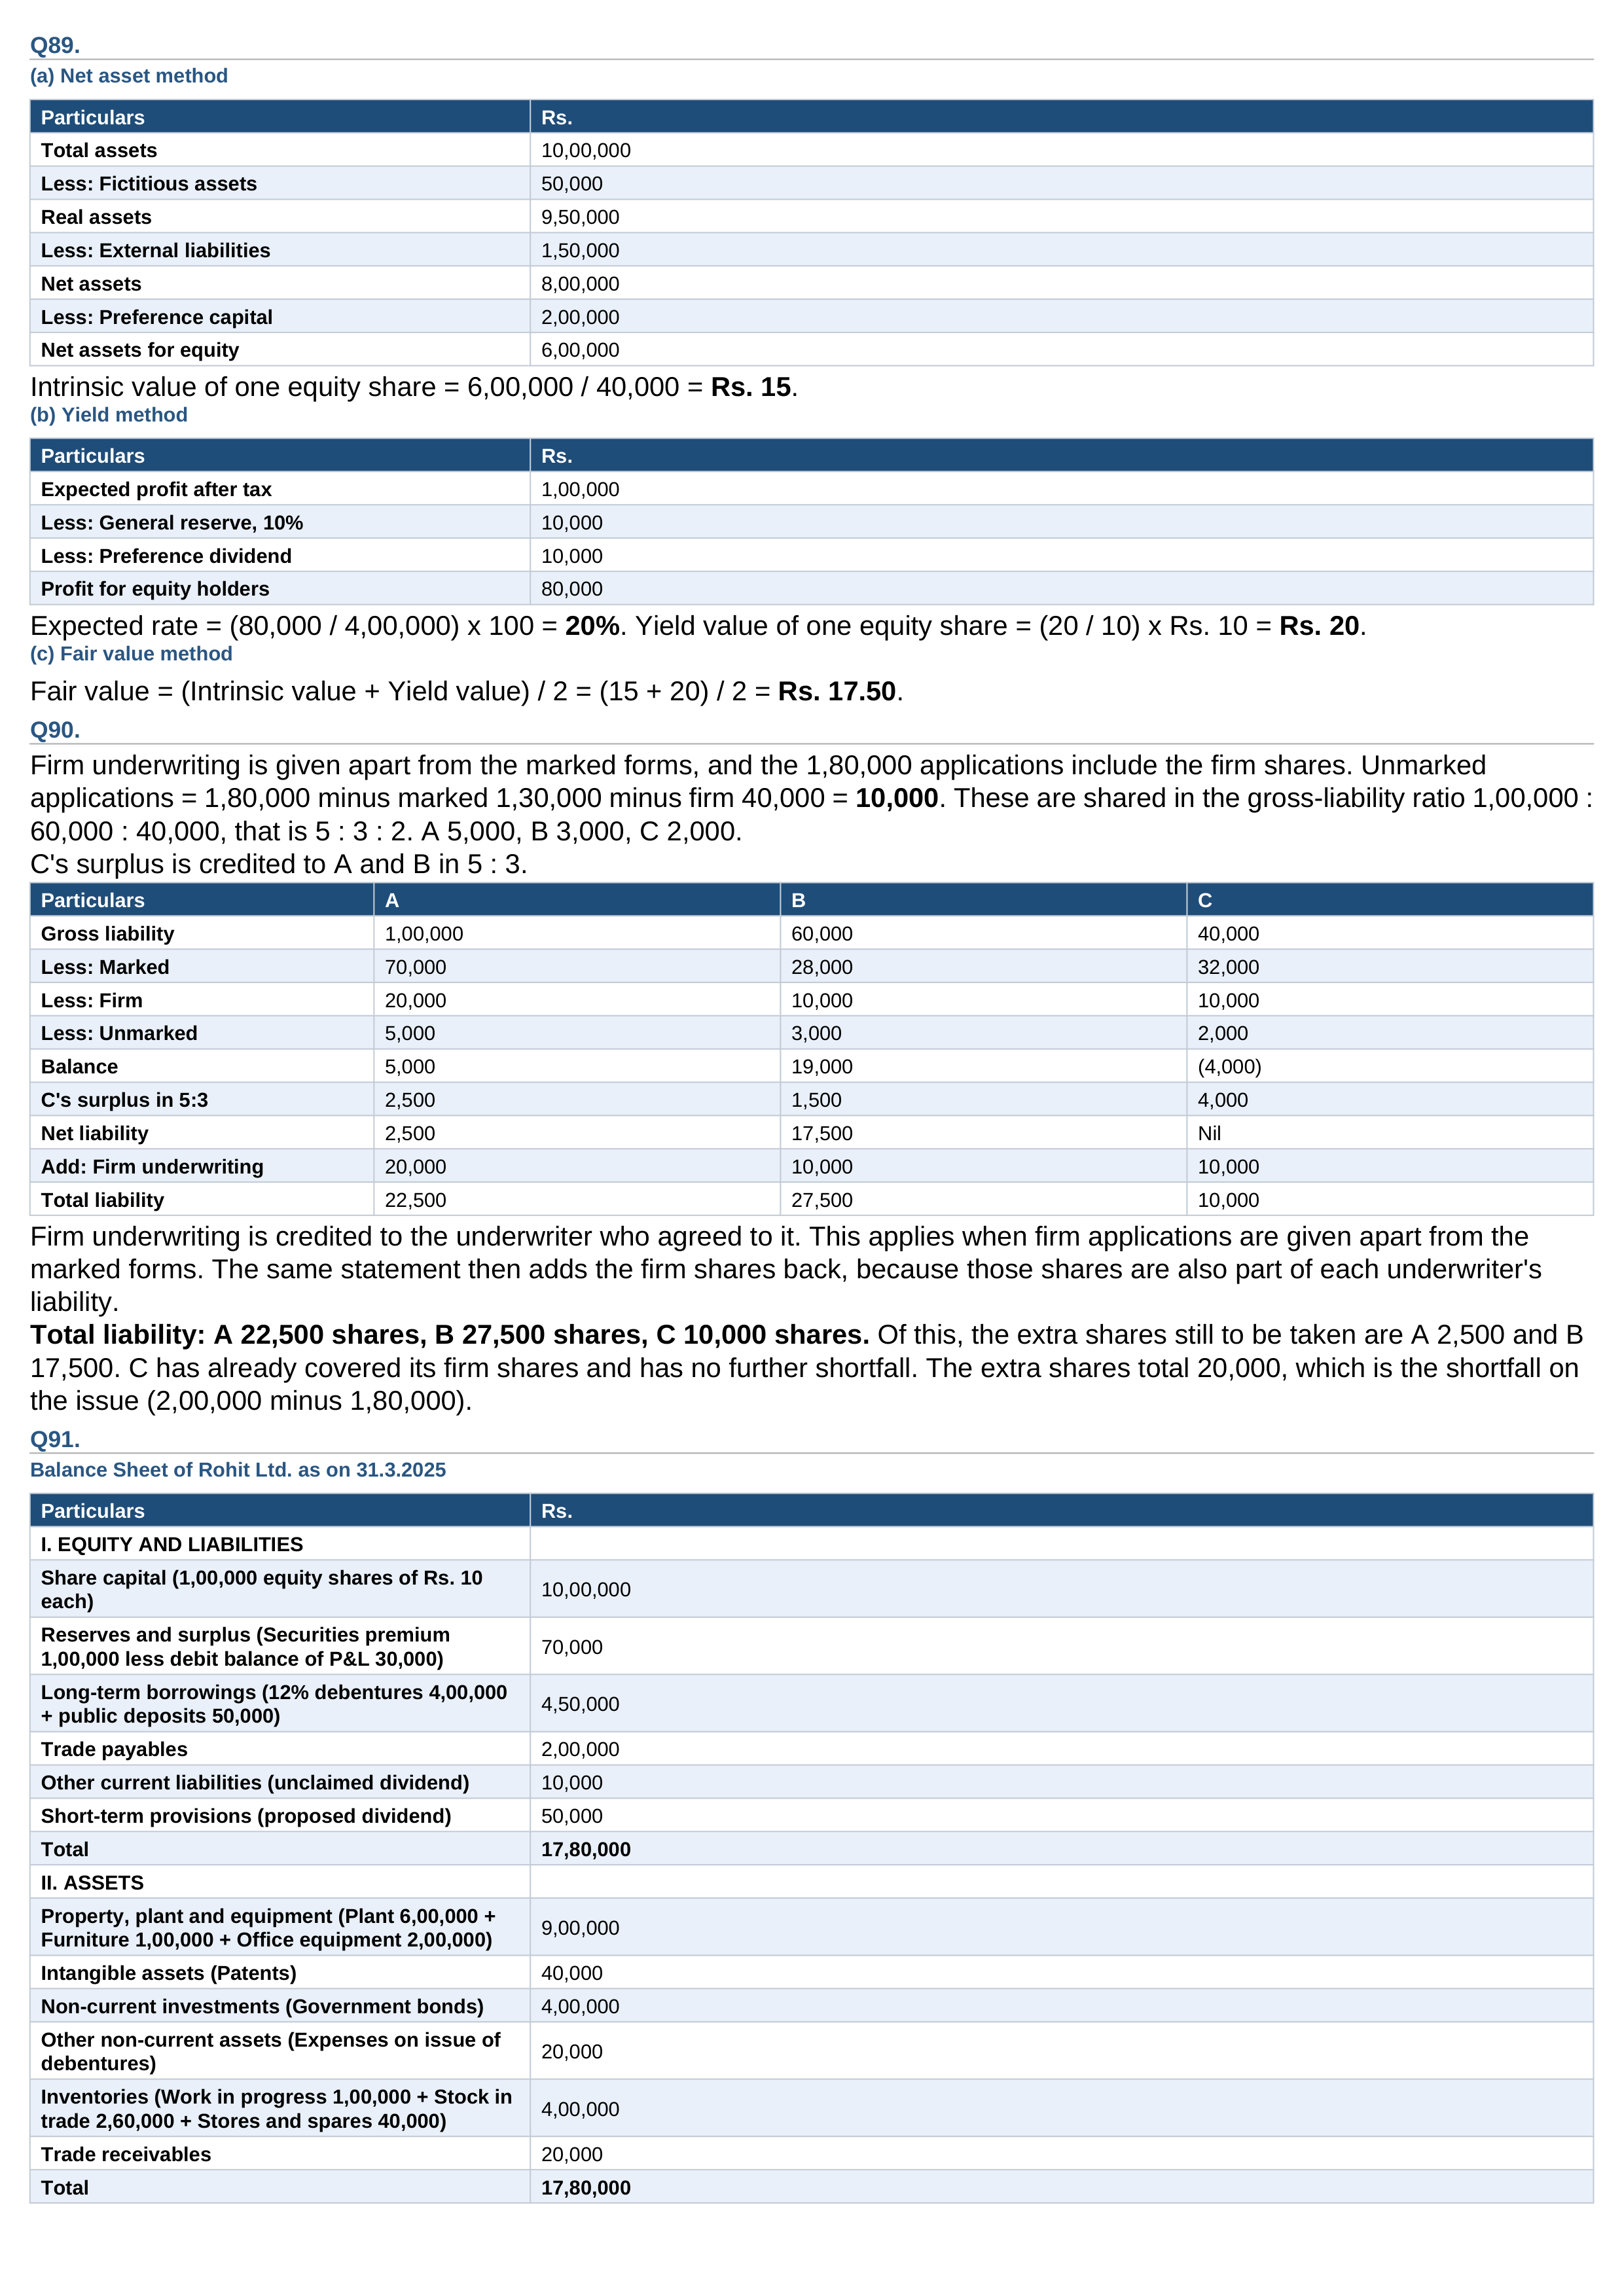 Q89.
(a) Net asset method
Particulars Rs.
Total assets 10,00,000
Less: Fictitious assets 50,000
Real assets 9,50,000
Less: External liabilities 1,50,000
Net assets 8,00,000
Less: Preference capital 2,00,000
Net assets for equity 6,00,000
Intrinsic value of one equity share = 6,00,000 / 40,000 = Rs. 15.
(b) Yield method
Particulars Rs.
Expected profit after tax 1,00,000
Less: General reserve, 10% 10,000
Less: Preference dividend 10,000
Profit for equity holders 80,000
Expected rate = (80,000 / 4,00,000) x 100 = 20%. Yield value of one equity share = (20 / 10) x Rs. 10 = Rs. 20.
(c) Fair value method
Fair value = (Intrinsic value + Yield value) / 2 = (15 + 20) / 2 = Rs. 17.50.
Q90.
Firm underwriting is given apart from the marked forms, and the 1,80,000 applications include the firm shares. Unmarked
applications = 1,80,000 minus marked 1,30,000 minus firm 40,000 = 10,000. These are shared in the gross-liability ratio 1,00,000 :
60,000 : 40,000, that is 5 : 3 : 2. A 5,000, B 3,000, C 2,000.
C's surplus is credited to A and B in 5 : 3.
Particulars A B C
Gross liability 1,00,000 60,000 40,000
Less: Marked 70,000 28,000 32,000
Less: Firm 20,000 10,000 10,000
Less: Unmarked 5,000 3,000 2,000
Balance 5,000 19,000 (4,000)
C's surplus in 5:3 2,500 1,500 4,000
Net liability 2,500 17,500 Nil
Add: Firm underwriting 20,000 10,000 10,000
Total liability 22,500 27,500 10,000
Firm underwriting is credited to the underwriter who agreed to it. This applies when firm applications are given apart from the
marked forms. The same statement then adds the firm shares back, because those shares are also part of each underwriter's
liability.
Total liability: A 22,500 shares, B 27,500 shares, C 10,000 shares. Of this, the extra shares still to be taken are A 2,500 and B
17,500. C has already covered its firm shares and has no further shortfall. The extra shares total 20,000, which is the shortfall on
the issue (2,00,000 minus 1,80,000).
Q91.
Balance Sheet of Rohit Ltd. as on 31.3.2025
Particulars Rs.
I. EQUITY AND LIABILITIES
Share capital (1,00,000 equity shares of Rs. 10
each) 10,00,000
Reserves and surplus (Securities premium
1,00,000 less debit balance of P&L 30,000) 70,000
Long-term borrowings (12% debentures 4,00,000
+ public deposits 50,000) 4,50,000
Trade payables 2,00,000
Other current liabilities (unclaimed dividend) 10,000
Short-term provisions (proposed dividend) 50,000
Total 17,80,000
II. ASSETS
Property, plant and equipment (Plant 6,00,000 +
Furniture 1,00,000 + Office equipment 2,00,000) 9,00,000
Intangible assets (Patents) 40,000
Non-current investments (Government bonds) 4,00,000
Other non-current assets (Expenses on issue of
debentures) 20,000
Inventories (Work in progress 1,00,000 + Stock in
trade 2,60,000 + Stores and spares 40,000) 4,00,000
Trade receivables 20,000
Total 17,80,000